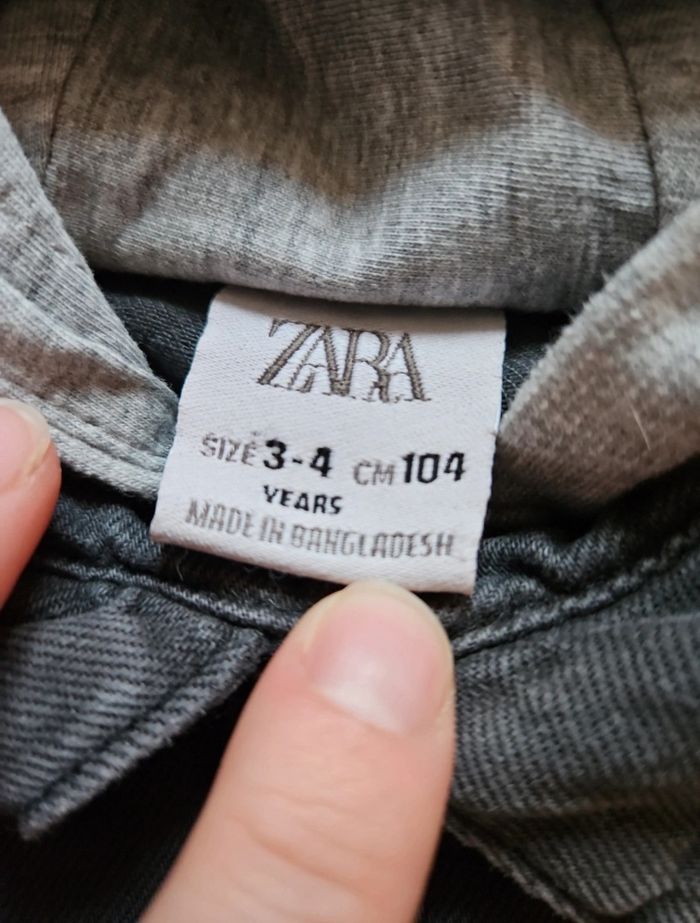 ZARA
SIZE 3-4 CM 104
YEARS
MADE IN BANGLADESH